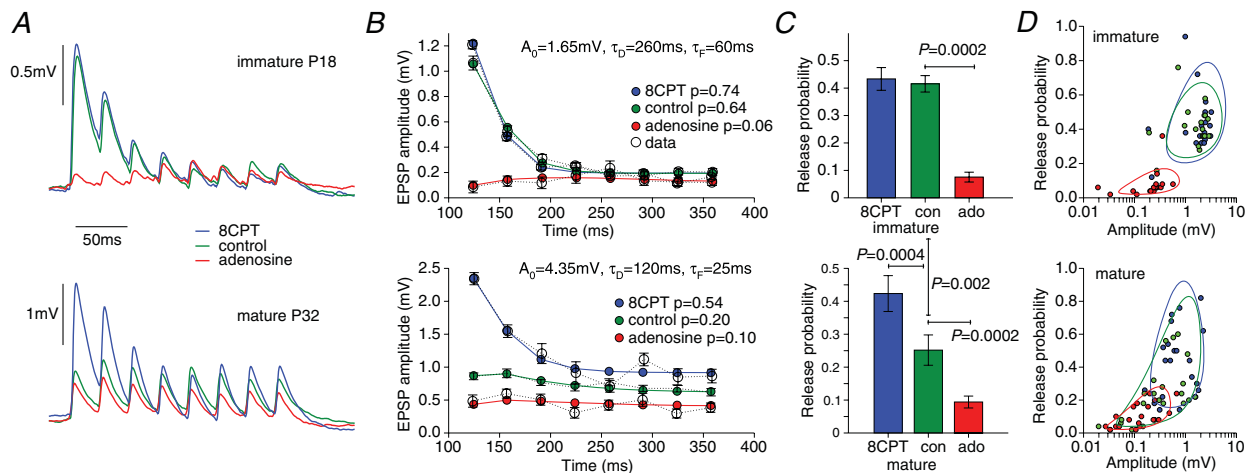 A
immature P18
0.5mV
50ms
8CPT
control
adenosine
mature P32
1mV
B
A0=1.65mV, τD=260ms, τF=60ms
8CPT p=0.74
control p=0.64
adenosine p=0.06
data
EPSP amplitude (mV)
1.2
1.0
0.8
0.6
0.4
0.2
0.0
100 150 200 250 300 350 400
Time (ms)
A0=4.35mV, τD=120ms, τF=25ms
8CPT p=0.54
control p=0.20
adenosine p=0.10
EPSP amplitude (mV)
2.5
2.0
1.5
1.0
0.5
0.0
100 150 200 250 300 350 400
Time (ms)
C
P=0.0002
Release probability
0.5
0.4
0.3
0.2
0.1
0
8CPT con ado
immature
P=0.0004
P=0.002
P=0.0002
Release probability
0.5
0.4
0.3
0.2
0.1
0
8CPT con ado
mature
D
immature
Release probability
1.0
0.8
0.6
0.4
0.2
0.0
0.01 0.1 1 10
Amplitude (mV)
mature
Release probability
1.0
0.8
0.6
0.4
0.2
0.0
0.01 0.1 1 10
Amplitude (mV)